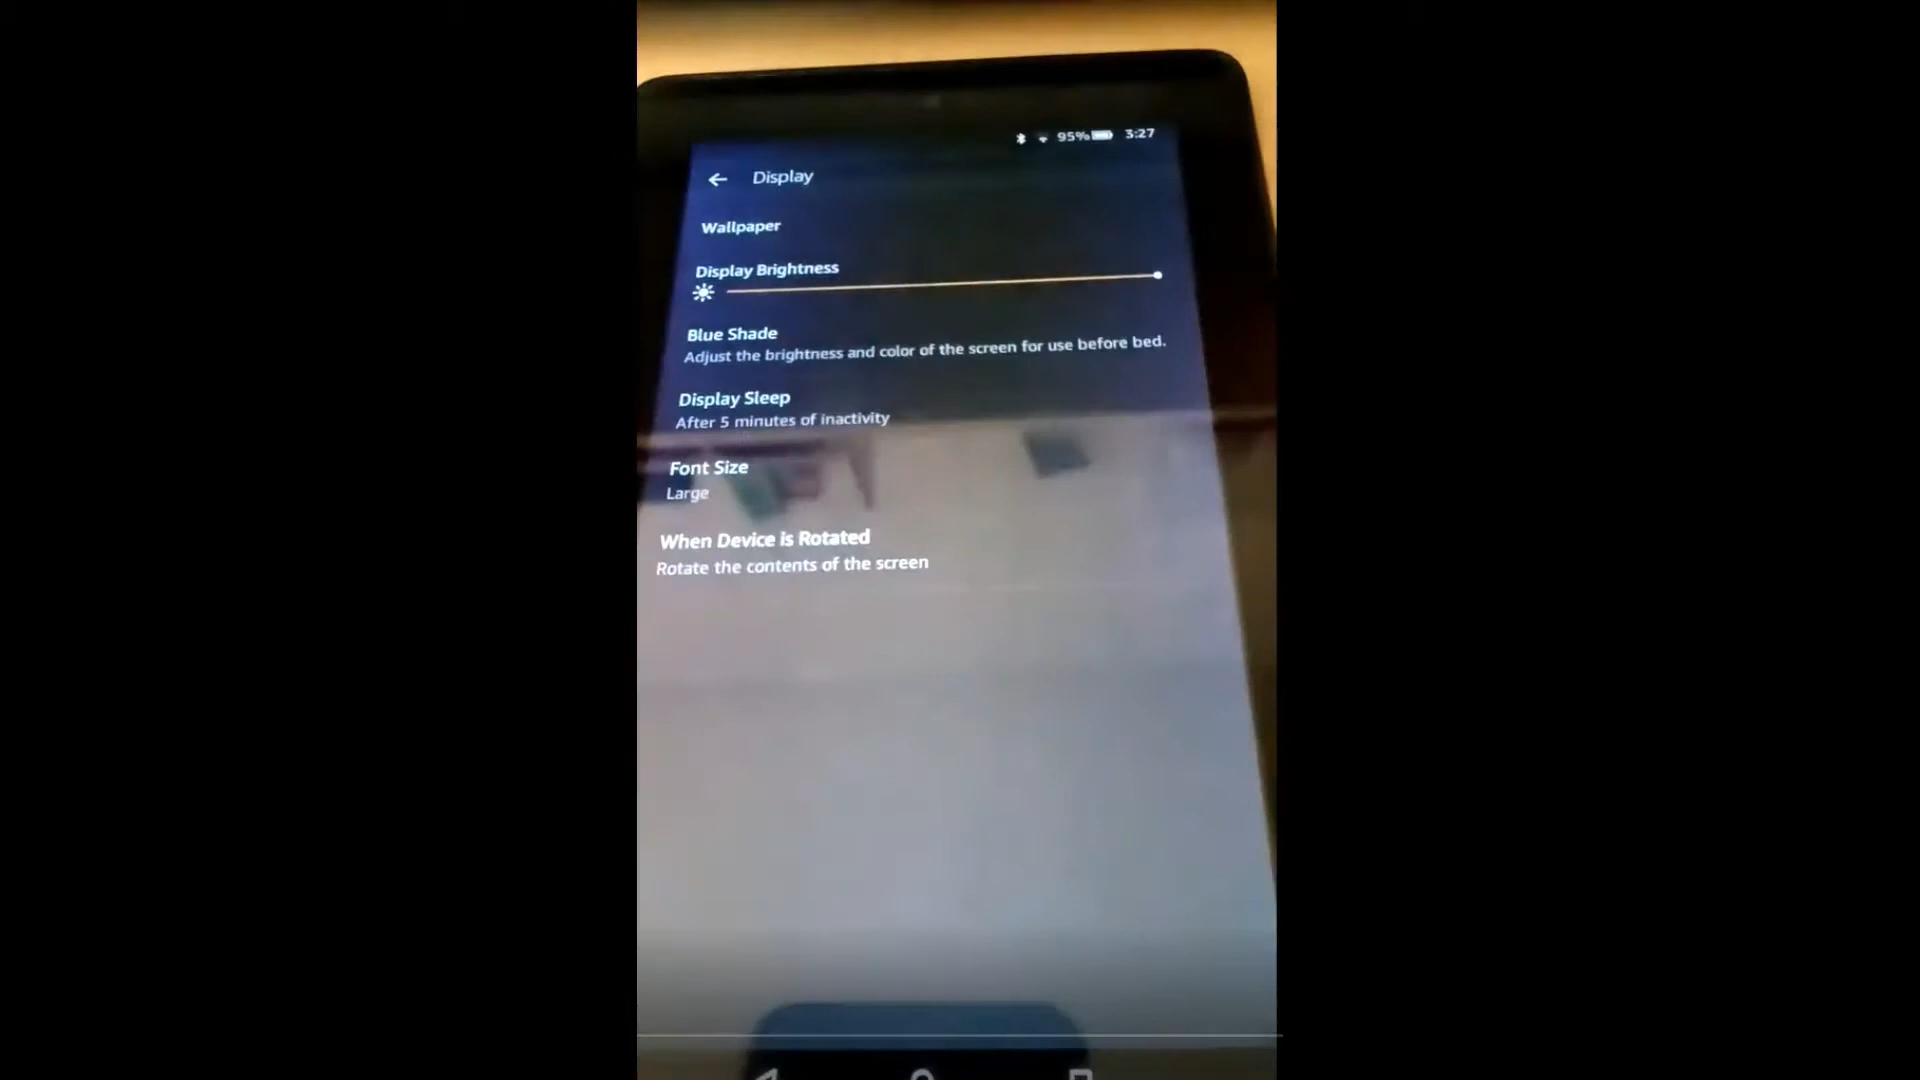 95% 3:27
Display
Wallpaper
Display Brightness
Blue Shade
Adjust the brightness and color of the screen for use before bed.
Display Sleep
After 5 minutes of inactivity
Font Size
Large
When Device is Rotated
Rotate the contents of the screen